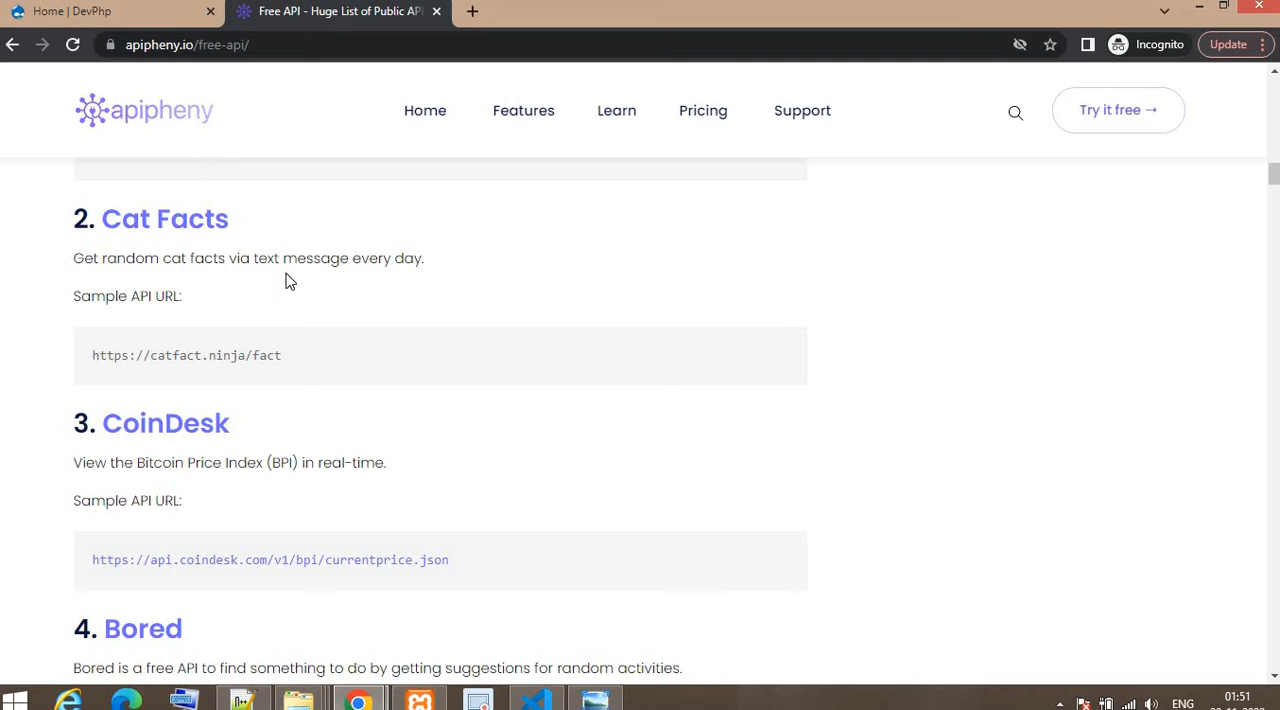 Home | DevPhp
Free API - Huge List of Public API
apipheny.io/free-api/
Incognito
Update
apipheny
Home
Features
Learn
Pricing
Support
Try it free →
2. Cat Facts
Get random cat facts via text message every day.
Sample API URL:
https://catfact.ninja/fact
3. CoinDesk
View the Bitcoin Price Index (BPI) in real-time.
Sample API URL:
https://api.coindesk.com/v1/bpi/currentprice.json
4. Bored
Bored is a free API to find something to do by getting suggestions for random activities.
ENG
01:51